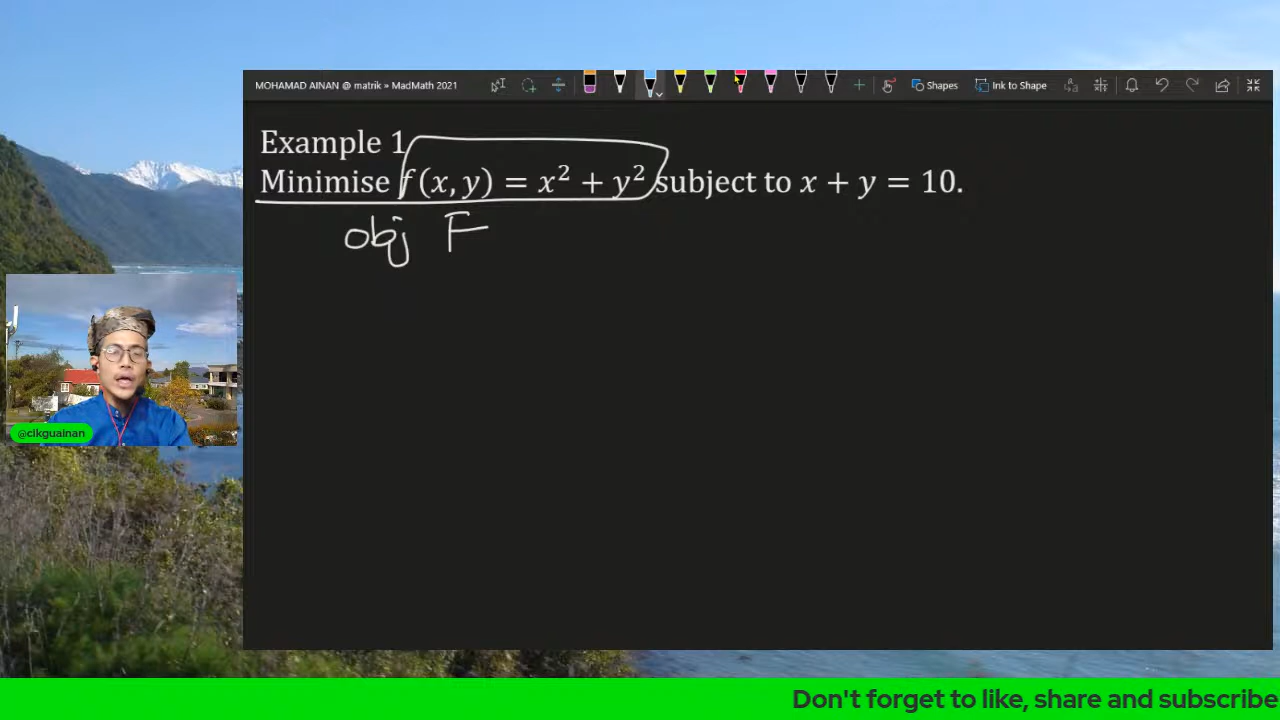 MOHAMAD AINAN @ matrik » MadMath 2021
Shapes
Ink to Shape
Example 1
Minimise f(x, y) = x² + y² subject to x + y = 10.
obj F
@cikguainan
Don't forget to like, share and subscribe